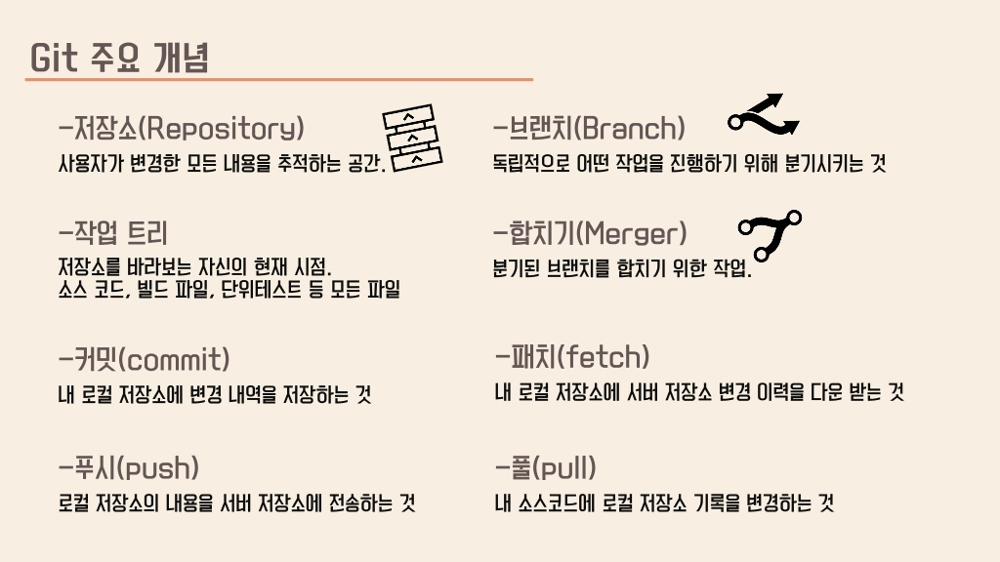 Git 주요 개념
-저장소(Repository)
사용자가 변경한 모든 내용을 추적하는 공간.
-작업 트리
저장소를 바라보는 자신의 현재 시점.
소스 코드, 빌드 파일, 단위테스트 등 모든 파일
-커밋(commit)
내 로컬 저장소에 변경 내역을 저장하는 것
-푸시(push)
로컬 저장소의 내용을 서버 저장소에 전송하는 것
-브랜치(Branch)
독립적으로 어떤 작업을 진행하기 위해 분기시키는 것
-합치기(Merger)
분기된 브랜치를 합치기 위한 작업.
-패치(fetch)
내 로컬 저장소에 서버 저장소 변경 이력을 다운 받는 것
-풀(pull)
내 소스코드에 로컬 저장소 기록을 변경하는 것